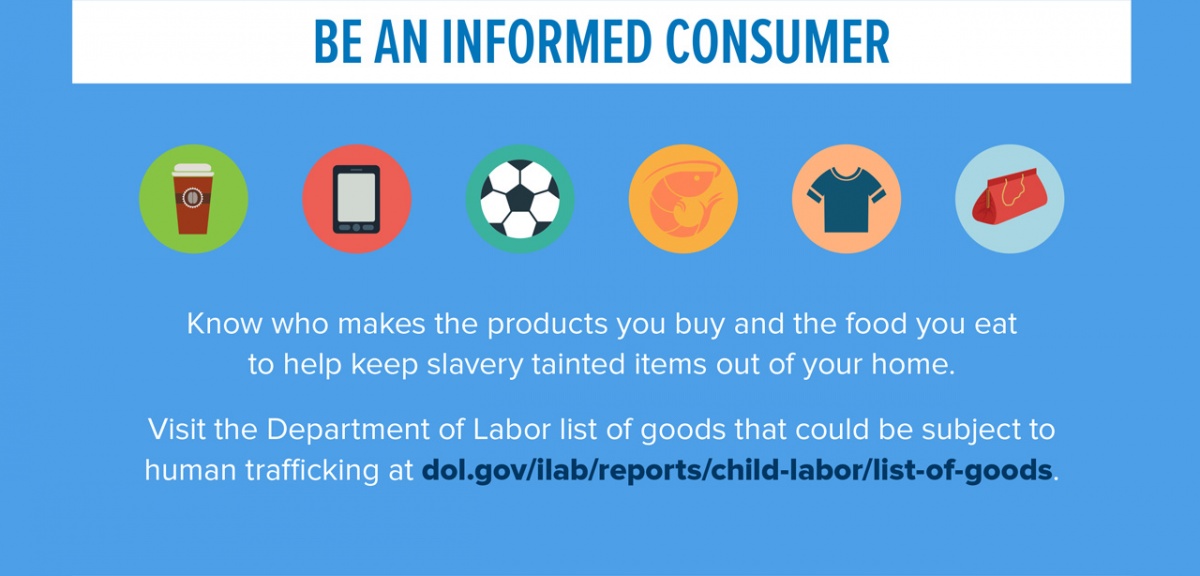 BE AN INFORMED CONSUMER
Know who makes the products you buy and the food you eat
to help keep slavery tainted items out of your home.
Visit the Department of Labor list of goods that could be subject to
human trafficking at dol.gov/ilab/reports/child-labor/list-of-goods.